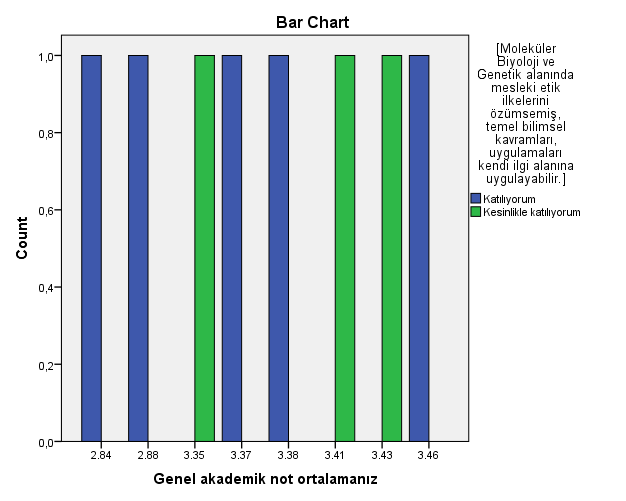 Bar Chart
[Moleküler
Biyoloji ve
Genetik alanında
mesleki etik
ilkelerini
özümsemiş,
temel bilimsel
kavramları,
uygulamaları
kendi ilgi alanına
uygulayabilir.]
Katılıyorum
Kesinlikle katılıyorum
Count
1,0
0,8
0,6
0,4
0,2
0,0
2.84 2.88 3.35 3.37 3.38 3.41 3.43 3.46
Genel akademik not ortalamanız